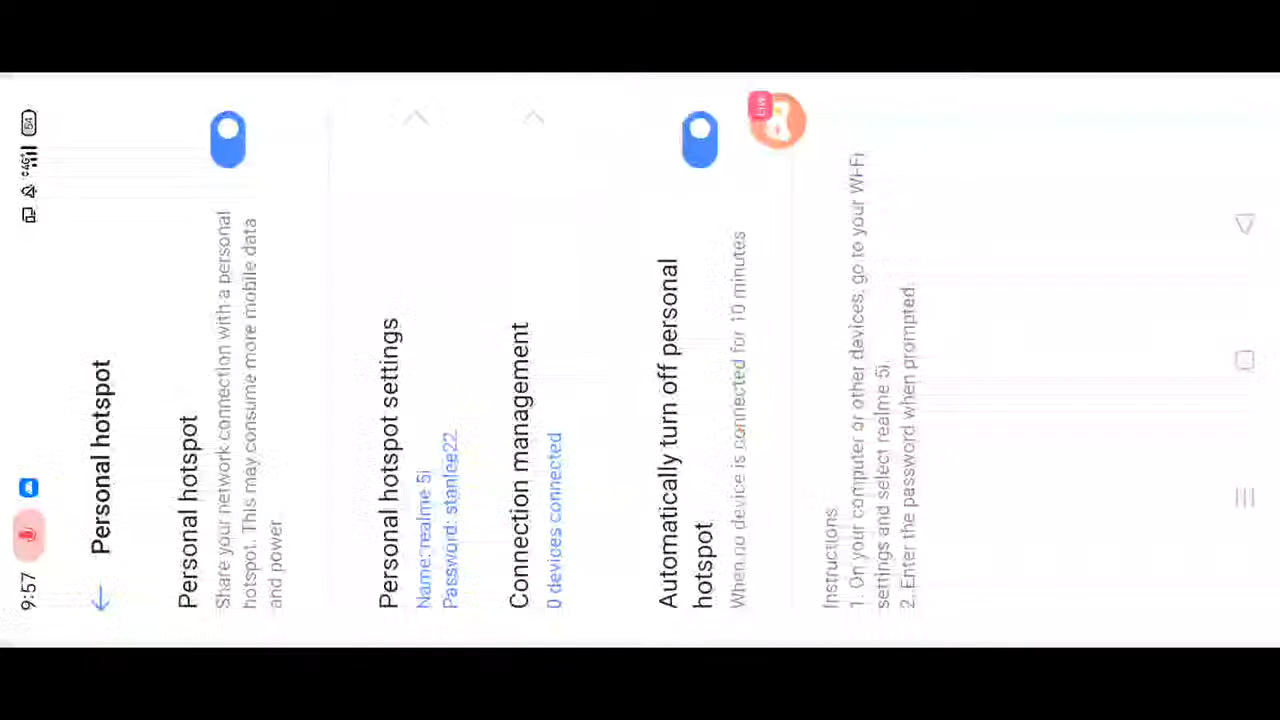 9:57
4G
54
Personal hotspot
Personal hotspot
Share your network connection with a personal
hotspot. This may consume more mobile data
and power.
Personal hotspot settings
Name: realme 5i
Password: stanlee22
Connection management
0 devices connected
Automatically turn off personal
hotspot
When no device is connected for 10 minutes
LIVE
Instructions:
1. On your computer or other devices, go to your Wi-Fi
settings and select realme 5i.
2. Enter the password when prompted.